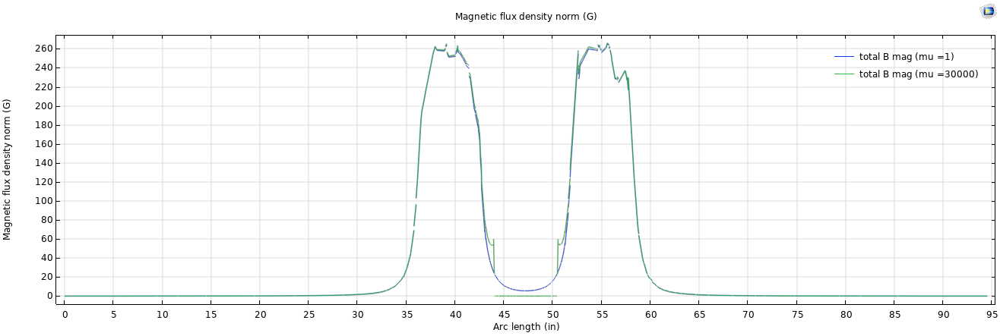 Magnetic flux density norm (G)
total B mag (mu =1)
total B mag (mu =30000)
Magnetic flux density norm (G)
260
240
220
200
180
160
140
120
100
80
60
40
20
0
0 5 10 15 20 25 30 35 40 45 50 55 60 65 70 75 80 85 90 95
Arc length (in)